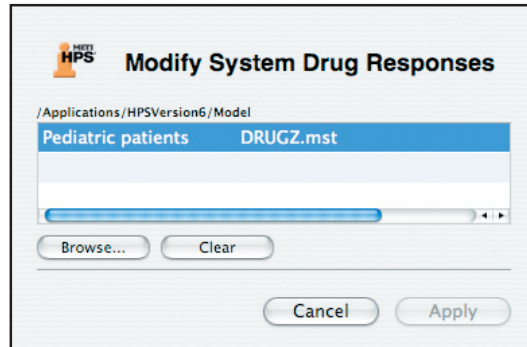 METI
HPS
Modify System Drug Responses
/Applications/HPSVersion6/Model
Pediatric patients DRUGZ.mst
Browse... Clear
Cancel Apply